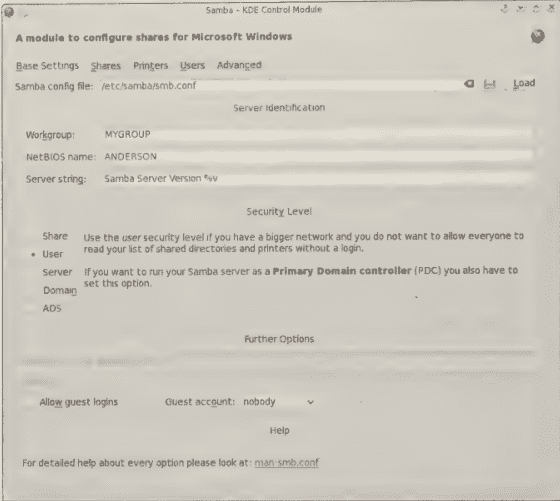 Samba - KDE Control Module
A module to configure shares for Microsoft Windows
Base Settings Shares Printers Users Advanced
Samba config file: /etc/samba/smb.conf Load
Server Identification
Workgroup: MYGROUP
NetBIOS name: ANDERSON
Server string: Samba Server Version %v
Security Level
Share Use the user security level if you have a bigger network and you do not want to allow everyone to
User read your list of shared directories and printers without a login.
Server If you want to run your Samba server as a Primary Domain controller (PDC) you also have to
Domain set this option.
ADS
Further Options
Allow guest logins Guest account: nobody
Help
For detailed help about every option please look at: man:smb.conf